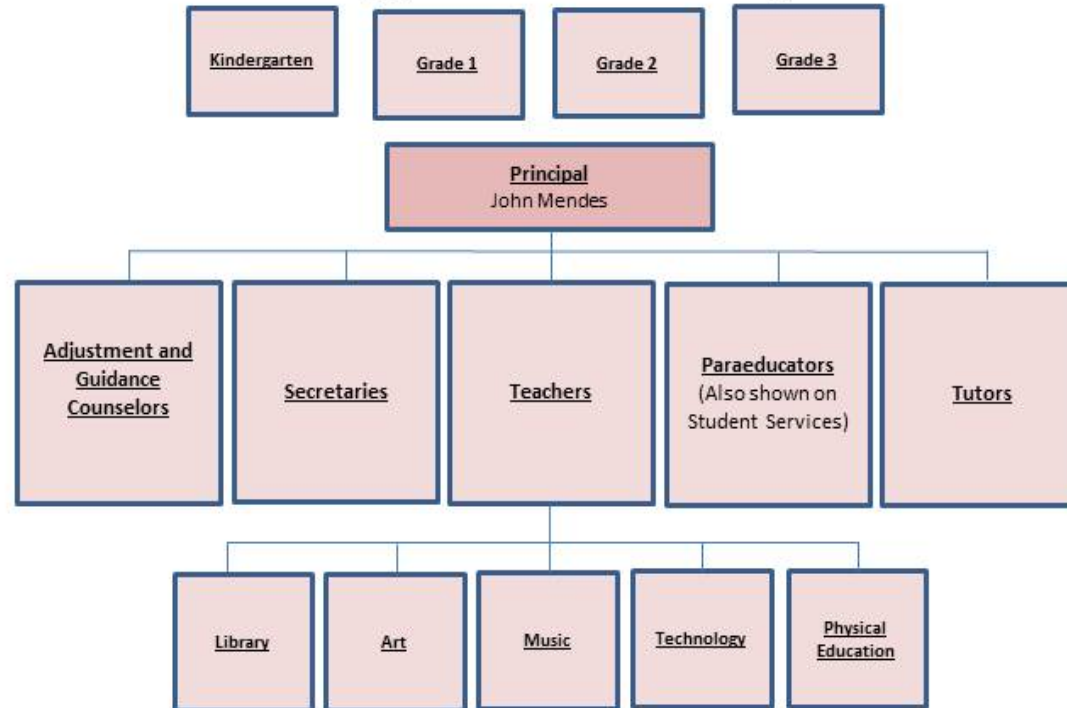 Kindergarten
Grade 1
Grade 2
Grade 3
Principal
John Mendes
Adjustment and
Guidance
Counselors
Secretaries
Teachers
Paraeducators
(Also shown on
Student Services)
Tutors
Library
Art
Music
Technology
Physical
Education